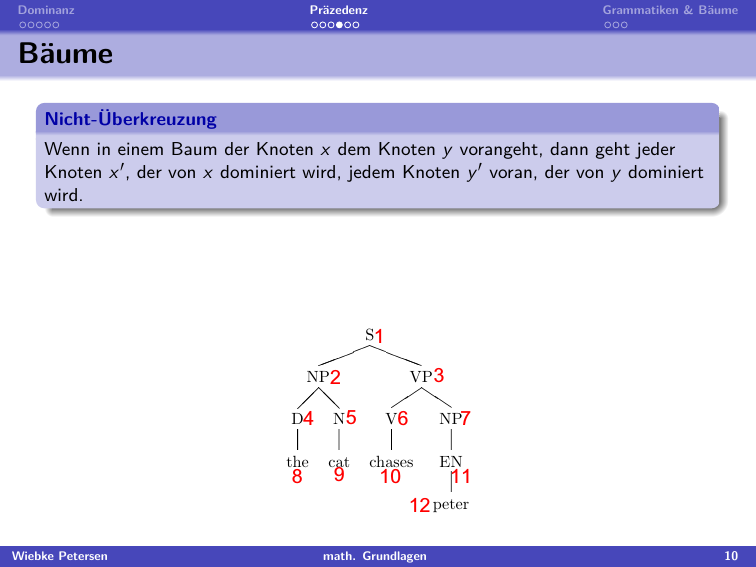 Dominanz Präzedenz Grammatiken & Bäume
Bäume
Nicht-Überkreuzung
Wenn in einem Baum der Knoten x dem Knoten y vorangeht, dann geht jeder
Knoten x′, der von x dominiert wird, jedem Knoten y′ voran, der von y dominiert
wird.
S1
NP2 VP3
D4 N5 V6 NP7
the cat chases EN
8 9 10 11
12 peter
Wiebke Petersen math. Grundlagen 10